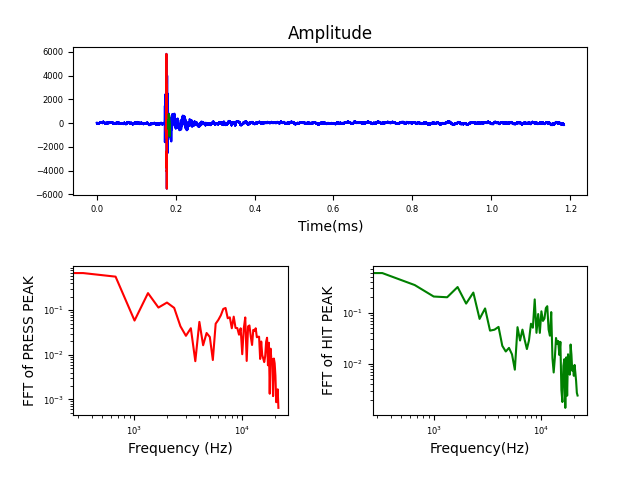 Amplitude
6000
4000
2000
0
−2000
−4000
−6000
0.0 0.2 0.4 0.6 0.8 1.0 1.2
Time(ms)
FFT of PRESS PEAK
10⁻¹
10⁻²
10⁻³
10³ 10⁴
Frequency (Hz)
FFT of HIT PEAK
10⁻¹
10⁻²
10³ 10⁴
Frequency(Hz)